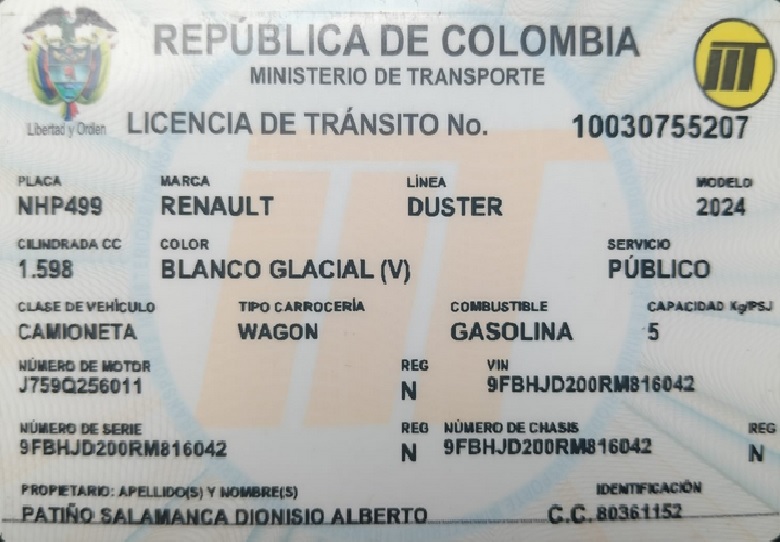 REPÚBLICA DE COLOMBIA
MINISTERIO DE TRANSPORTE
Libertad y Orden
LICENCIA DE TRÁNSITO No. 10030755207
PLACA MARCA LÍNEA MODELO
NHP499 RENAULT DUSTER 2024
CILINDRADA CC COLOR SERVICIO
1.598 BLANCO GLACIAL (V) PÚBLICO
CLASE DE VEHÍCULO TIPO CARROCERÍA COMBUSTIBLE CAPACIDAD Kg/PSJ
CAMIONETA WAGON GASOLINA 5
NÚMERO DE MOTOR REG VIN
J759Q256011 N 9FBHJD200RM816042
NÚMERO DE SERIE REG NÚMERO DE CHASIS REG
9FBHJD200RM816042 N 9FBHJD200RM816042 N
PROPIETARIO: APELLIDO(S) Y NOMBRE(S) IDENTIFICACIÓN
PATIÑO SALAMANCA DIONISIO ALBERTO C.C. 80361152